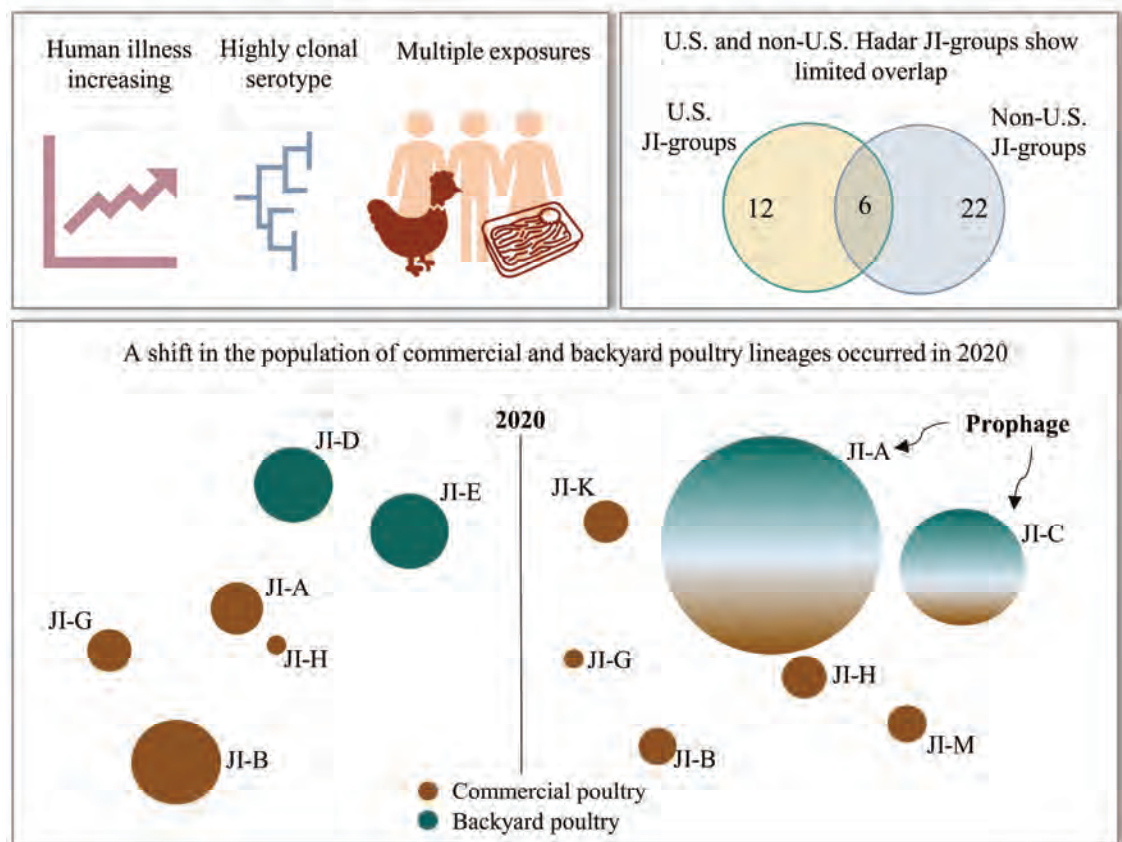 Human illness
increasing
Highly clonal
serotype
Multiple exposures
U.S. and non-U.S. Hadar JI-groups show
limited overlap
U.S.
JI-groups
Non-U.S.
JI-groups
12
6
22
A shift in the population of commercial and backyard poultry lineages occurred in 2020
2020
JI-D
JI-E
JI-A
JI-G
JI-H
JI-B
Prophage
JI-A
JI-K
JI-C
JI-G
JI-H
JI-M
JI-B
Commercial poultry
Backyard poultry